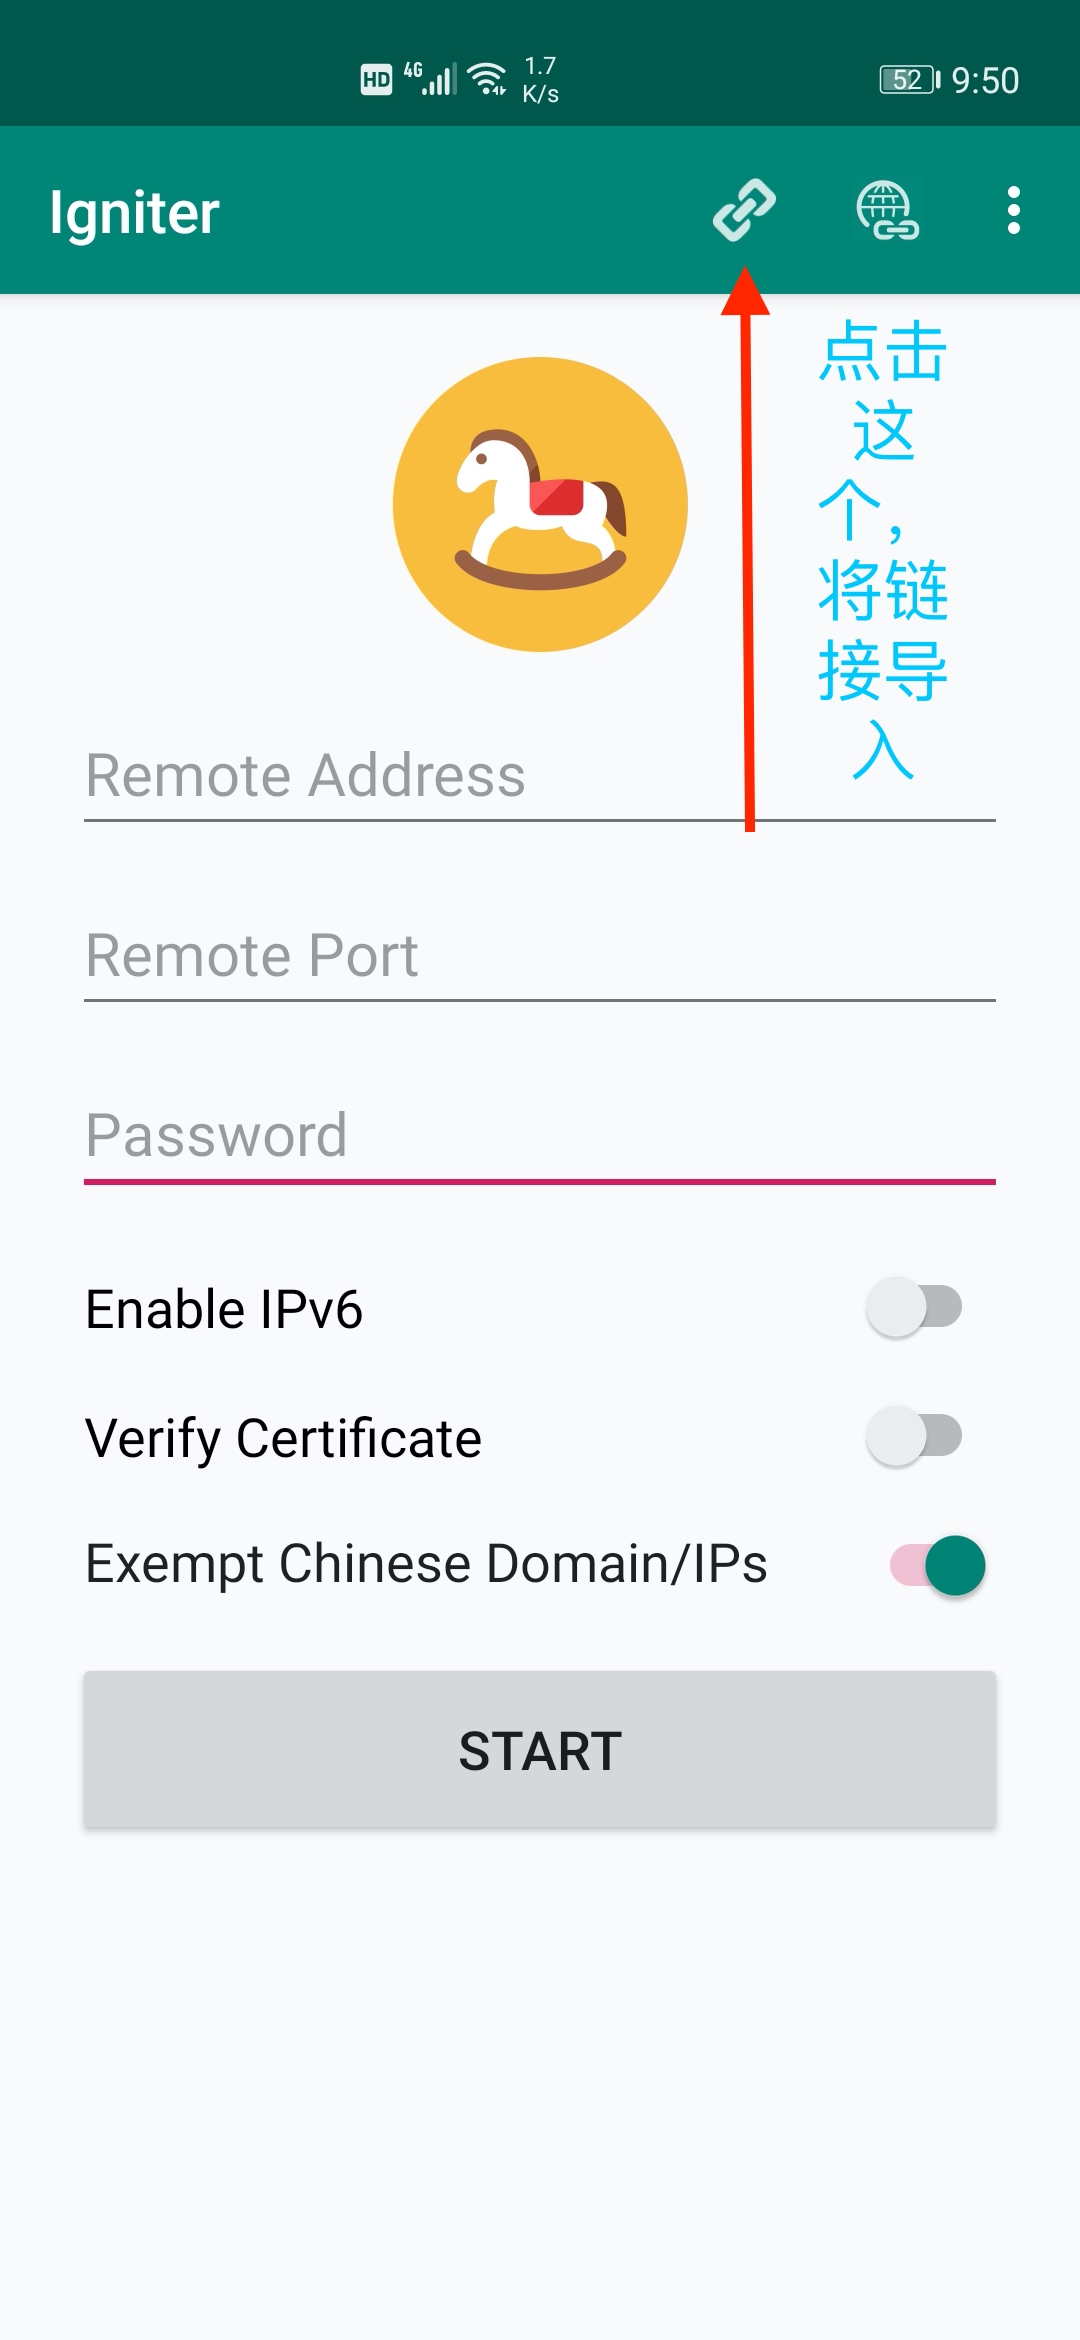 HD 4G 1.7 K/s 52 9:50
Igniter
点击
这
个，
将链
接导
入
Remote Address
Remote Port
Password
Enable IPv6
Verify Certificate
Exempt Chinese Domain/IPs
START